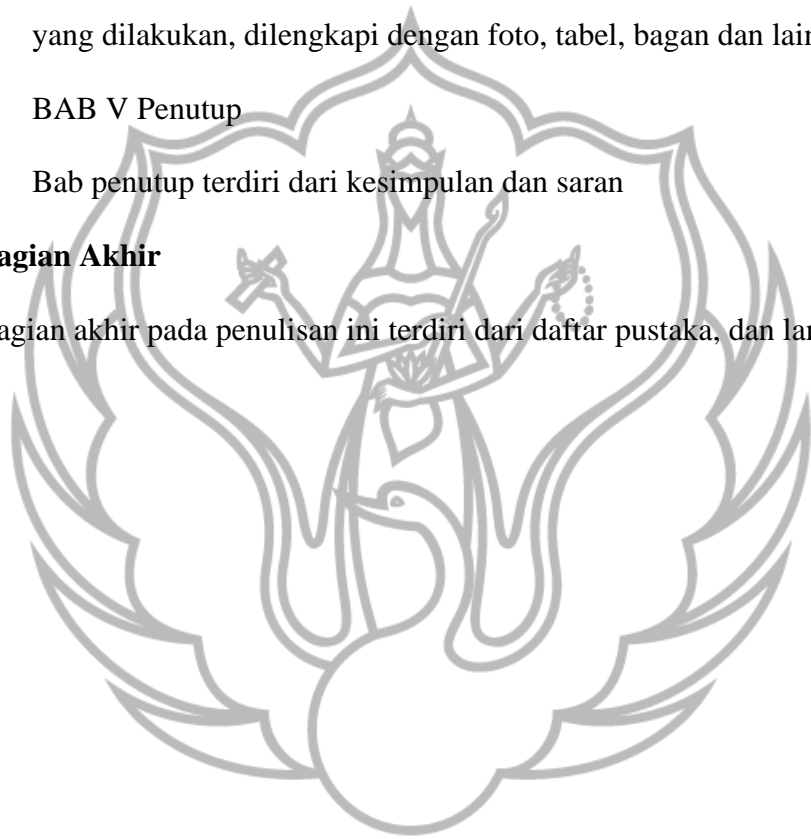 yang dilakukan, dilengkapi dengan foto, tabel, bagan dan lain
BAB V Penutup
Bab penutup terdiri dari kesimpulan dan saran
agian Akhir
agian akhir pada penulisan ini terdiri dari daftar pustaka, dan lan